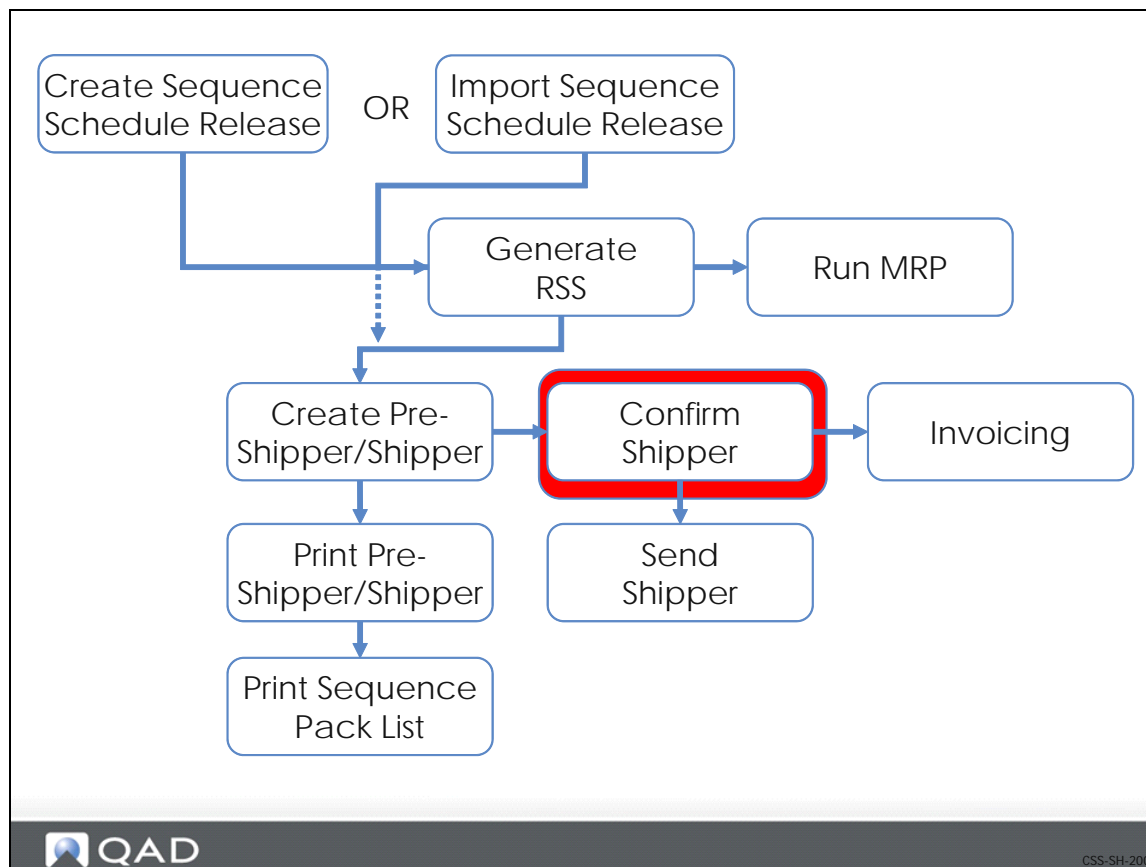 Create Sequence
Schedule Release
OR
Import Sequence
Schedule Release
Generate
RSS
Run MRP
Create Pre-
Shipper/Shipper
Confirm
Shipper
Invoicing
Print Pre-
Shipper/Shipper
Send
Shipper
Print Sequence
Pack List
QAD